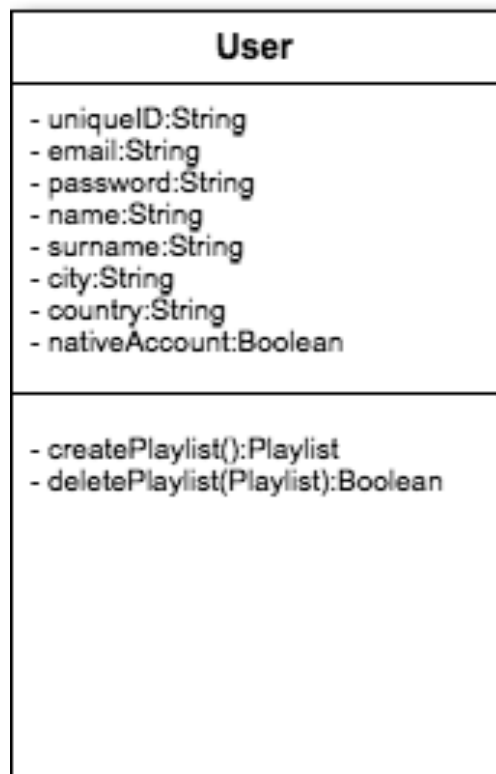 User
- uniqueID:String
- email:String
- password:String
- name:String
- surname:String
- city:String
- country:String
- nativeAccount:Boolean
- createPlaylist():Playlist
- deletePlaylist(Playlist):Boolean